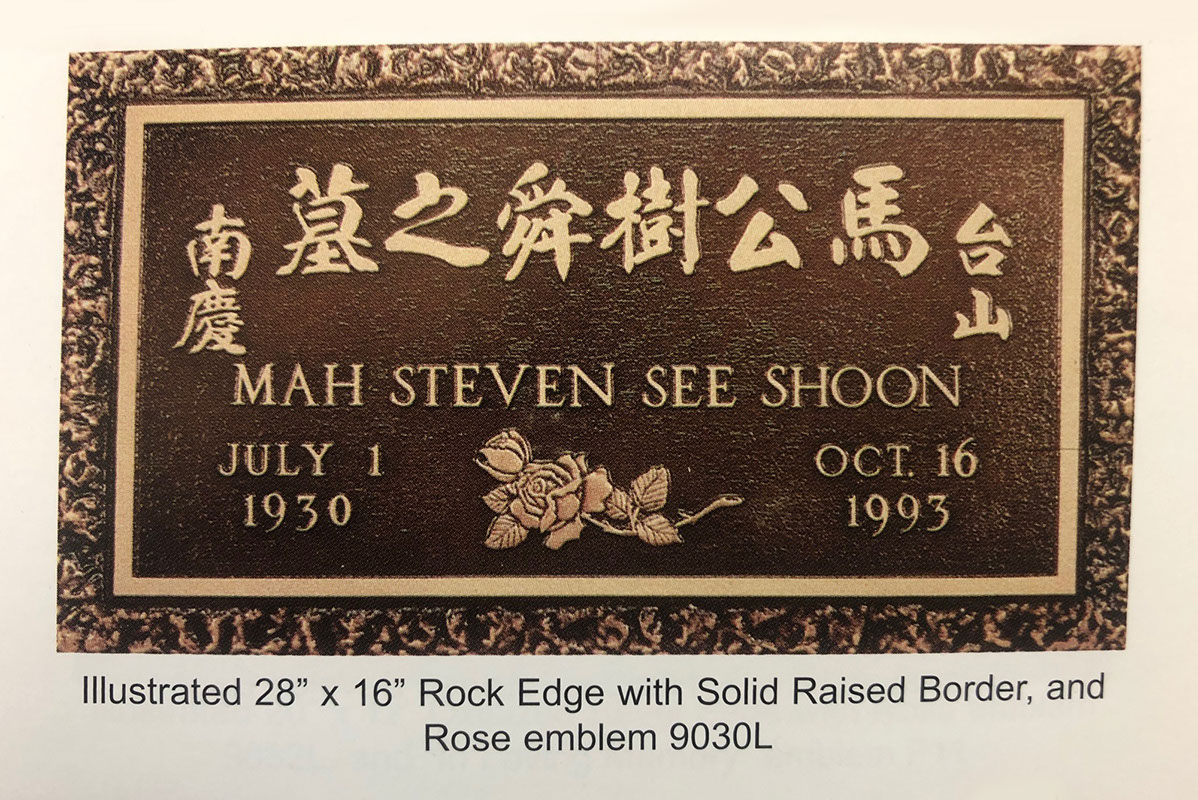 台山
馬公樹舜之墓
南慶
MAH STEVEN SEE SHOON
JULY 1
1930
OCT. 16
1993
Illustrated 28” x 16” Rock Edge with Solid Raised Border, and
Rose emblem 9030L